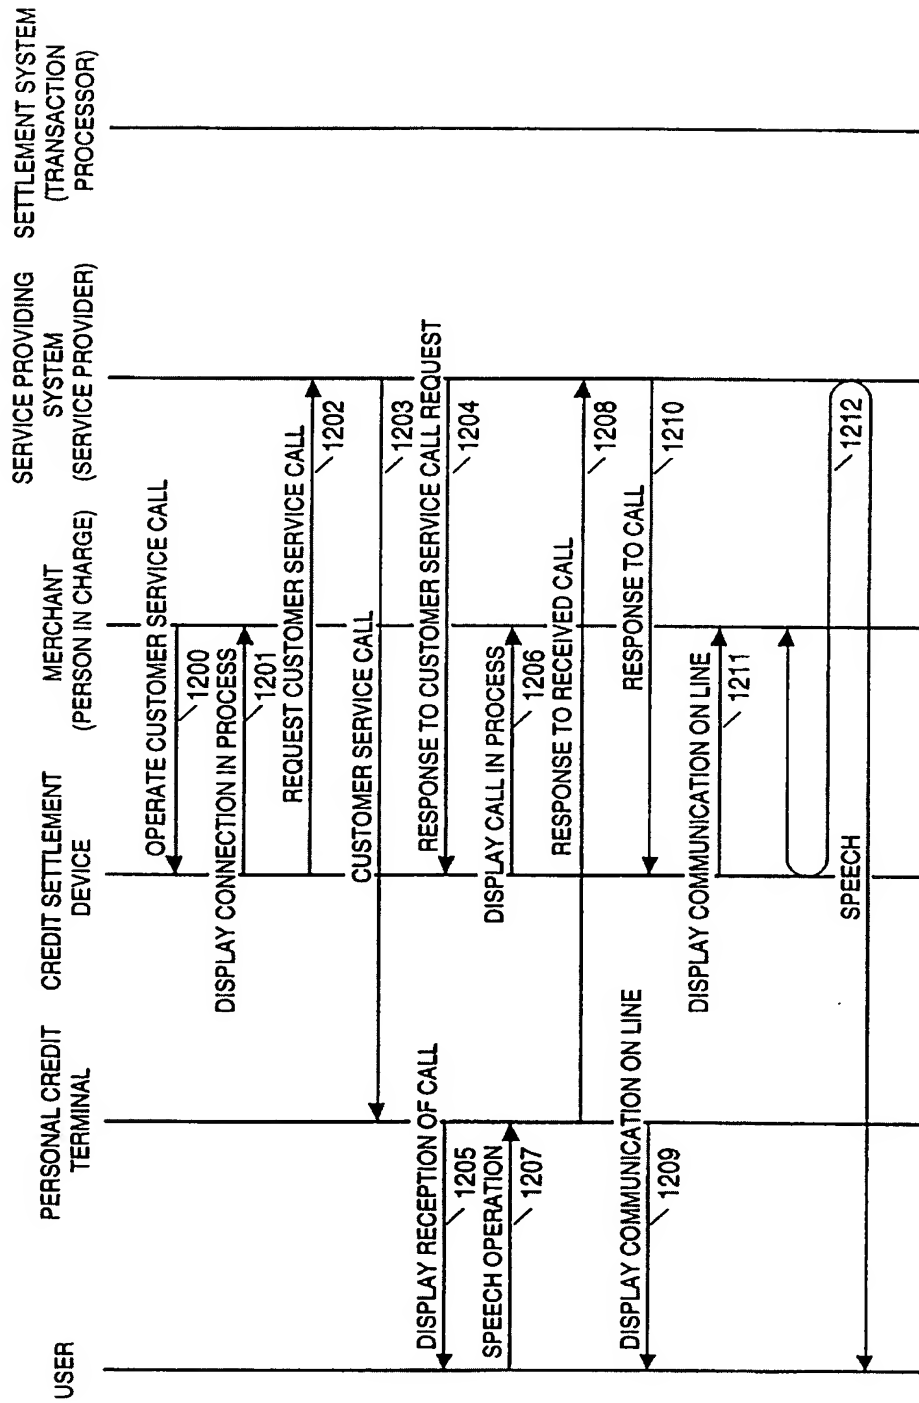 USER
PERSONAL CREDIT
TERMINAL
CREDIT SETTLEMENT
DEVICE
MERCHANT
(PERSON IN CHARGE)
SERVICE PROVIDING
SYSTEM
(SERVICE PROVIDER)
SETTLEMENT SYSTEM
(TRANSACTION
PROCESSOR)
OPERATE CUSTOMER SERVICE CALL
1200
DISPLAY CONNECTION IN PROCESS
1201
REQUEST CUSTOMER SERVICE CALL
1202
CUSTOMER SERVICE CALL
1203
RESPONSE TO CUSTOMER SERVICE CALL REQUEST
1204
DISPLAY RECEPTION OF CALL
1205
DISPLAY CALL IN PROCESS
1206
SPEECH OPERATION
1207
RESPONSE TO RECEIVED CALL
1208
DISPLAY COMMUNICATION ON LINE
1209
RESPONSE TO CALL
1210
DISPLAY COMMUNICATION ON LINE
1211
SPEECH
1212